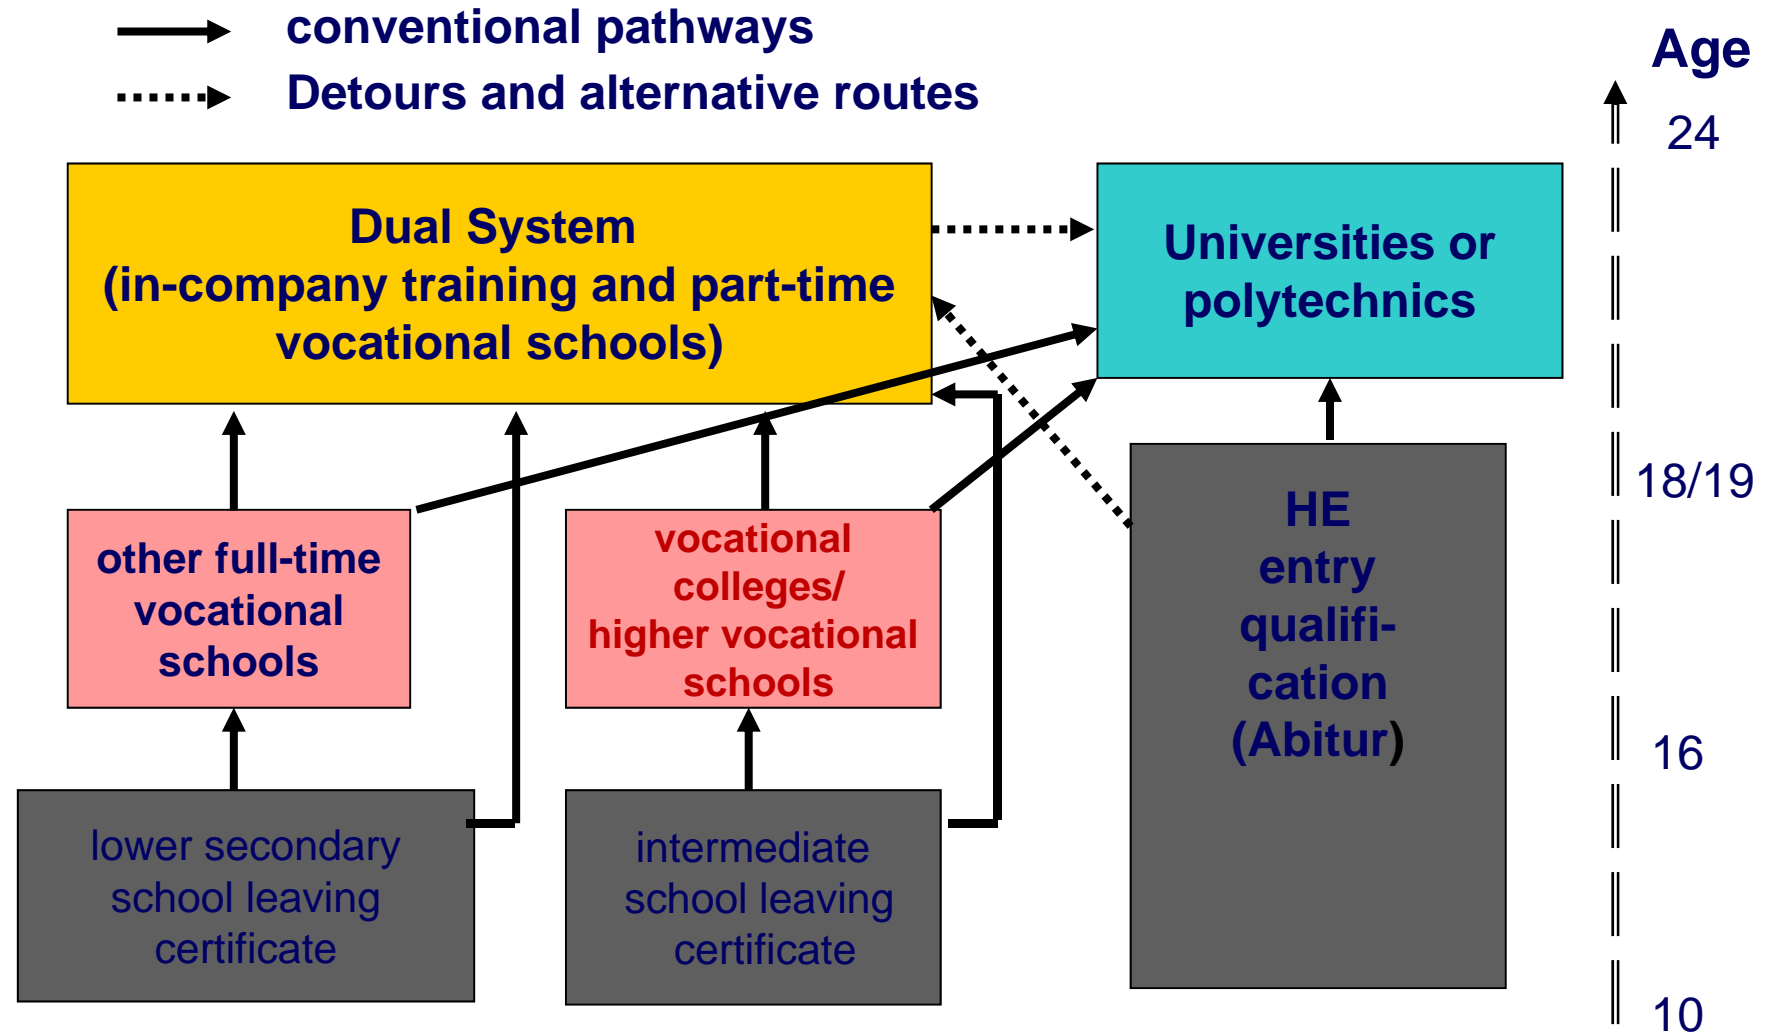 conventional pathways
Detours and alternative routes
Age
24
Dual System
(in-company training and part-time
vocational schools)
Universities or
polytechnics
18/19
other full-time
vocational
schools
vocational
colleges/
higher vocational
schools
HE
entry
qualifi-
cation
(Abitur)
16
lower secondary
school leaving
certificate
intermediate
school leaving
certificate
10